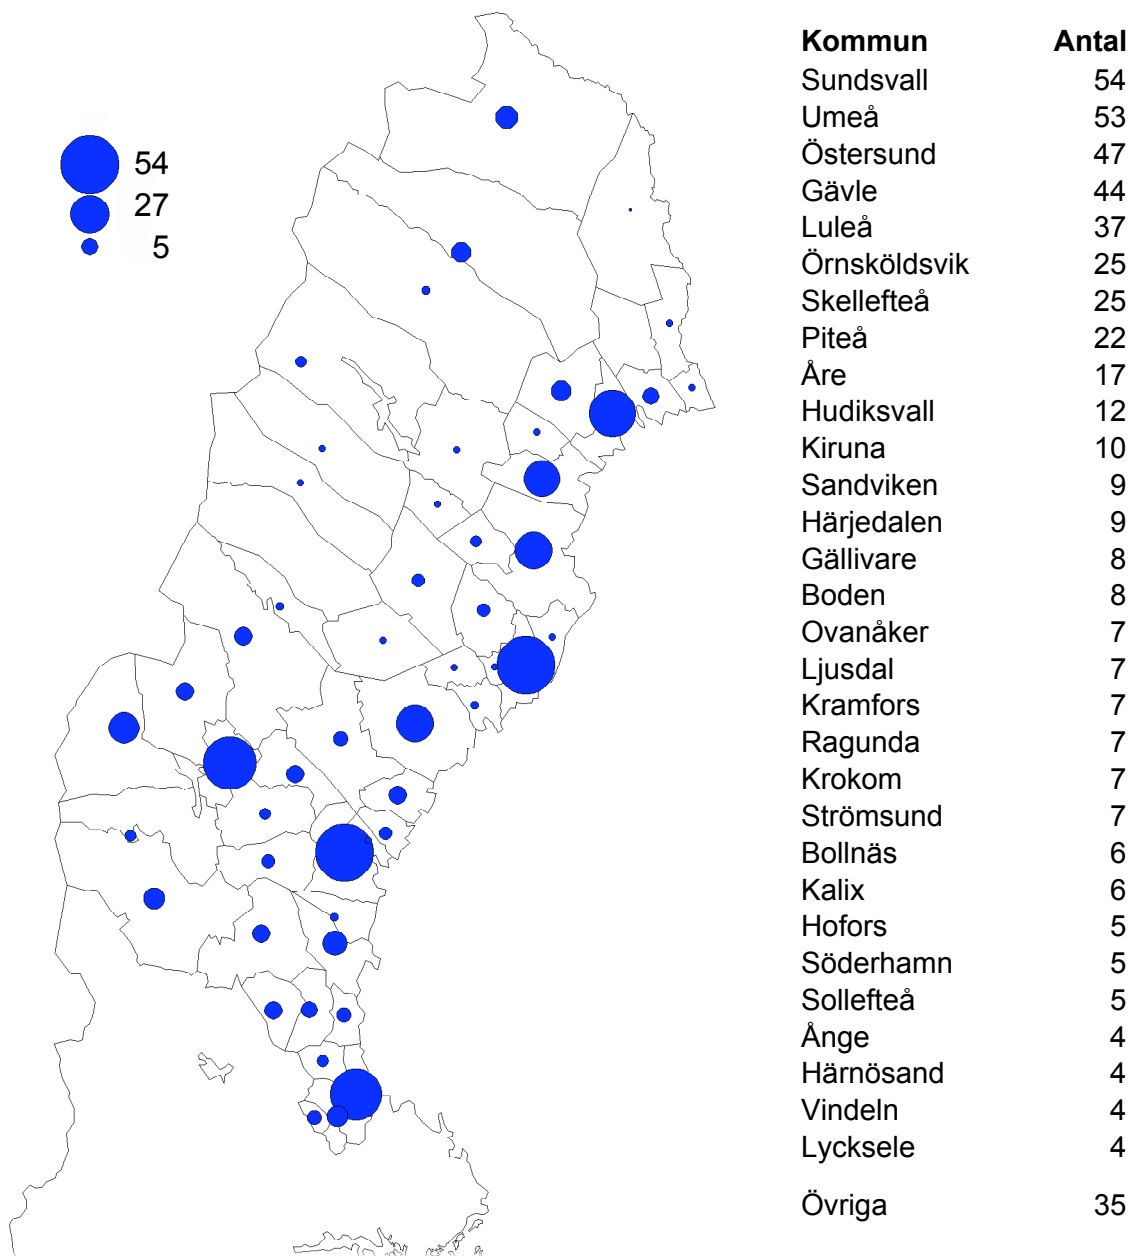 54
27
5
Kommun Antal
Sundsvall 54
Umeå 53
Östersund 47
Gävle 44
Luleå 37
Örnsköldsvik 25
Skellefteå 25
Piteå 22
Åre 17
Hudiksvall 12
Kiruna 10
Sandviken 9
Härjedalen 9
Gällivare 8
Boden 8
Ovanåker 7
Ljusdal 7
Kramfors 7
Ragunda 7
Krokom 7
Strömsund 7
Bollnäs 6
Kalix 6
Hofors 5
Söderhamn 5
Sollefteå 5
Ånge 4
Härnösand 4
Vindeln 4
Lycksele 4
Övriga 35